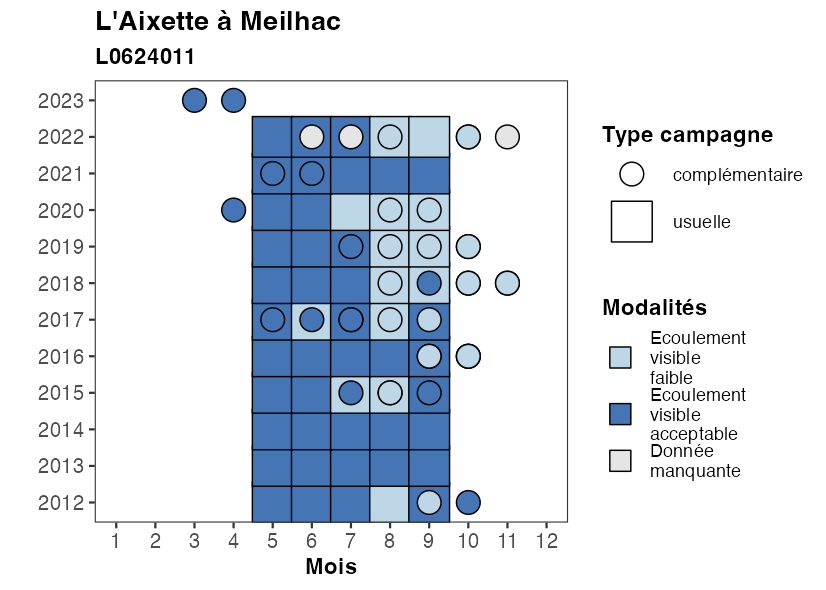 L'Aixette à Meilhac
L0624011
2023
2022
2021
2020
2019
2018
2017
2016
2015
2014
2013
2012
1 2 3 4 5 6 7 8 9 10 11 12
Mois
Type campagne
complémentaire
usuelle
Modalités
Ecoulement
visible
faible
Ecoulement
visible
acceptable
Donnée
manquante